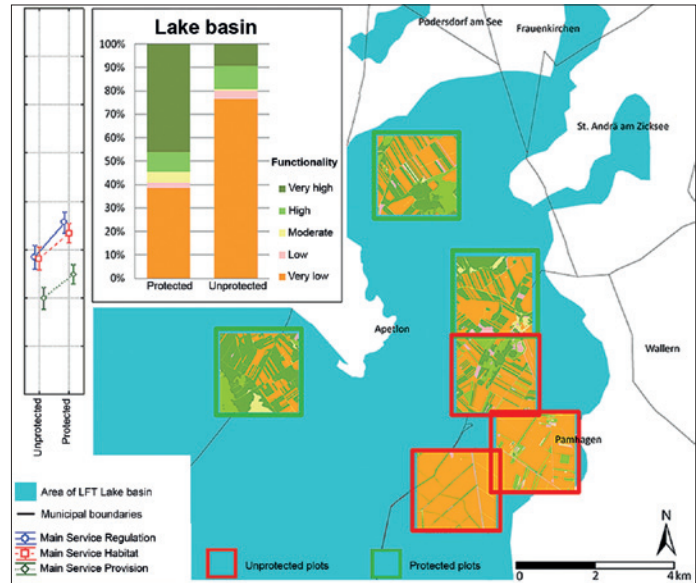 Lake basin
100%
90%
80%
70%
60%
50%
40%
30%
20%
10%
0%
Protected
Unprotected
Functionality
Very high
High
Moderate
Low
Very low
Podersdorf am See
Frauenkirchen
St. Andrä am Zicksee
Apetlon
Wallern
Pamhagen
Unprotected
Protected
Area of LFT Lake basin
Municipal boundaries
Main Service Regulation
Main Service Habitat
Main Service Provision
Unprotected plots
Protected plots
N
0 2 4 km